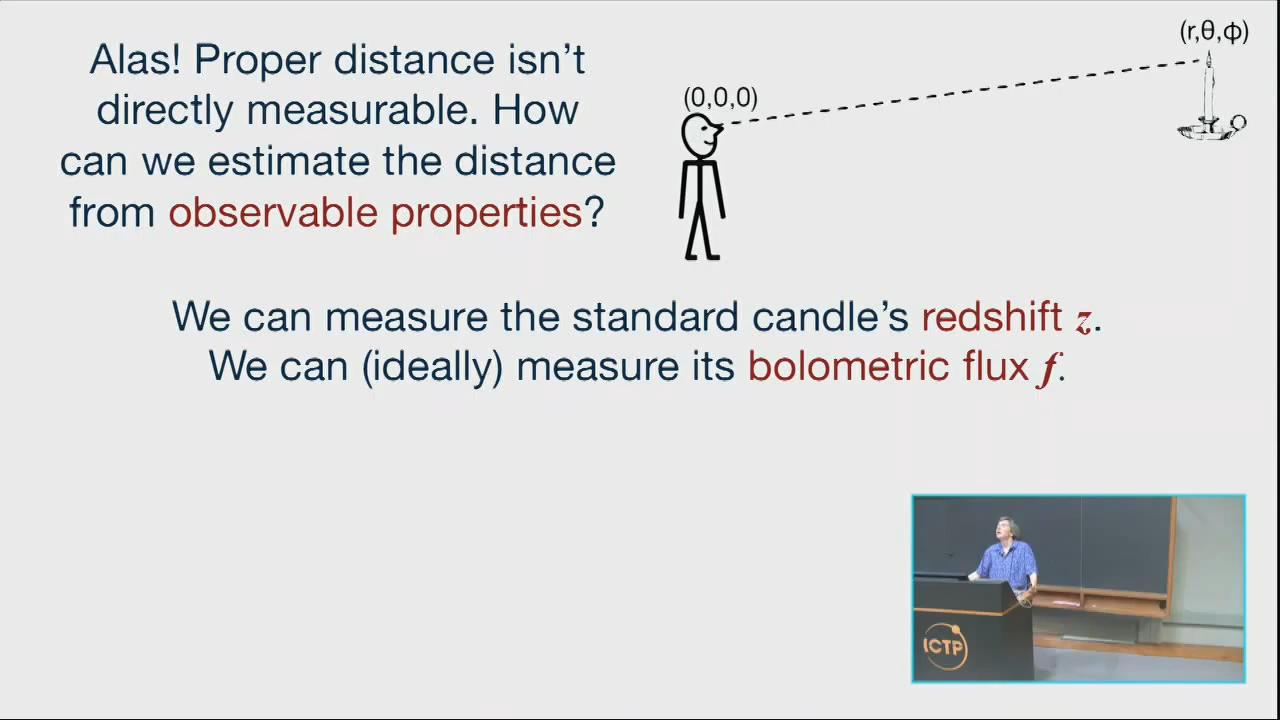 Alas! Proper distance isn't
directly measurable. How
can we estimate the distance
from observable properties?
(0,0,0)
(r,θ,ϕ)
We can measure the standard candle's redshift z.
We can (ideally) measure its bolometric flux f.
ICTP